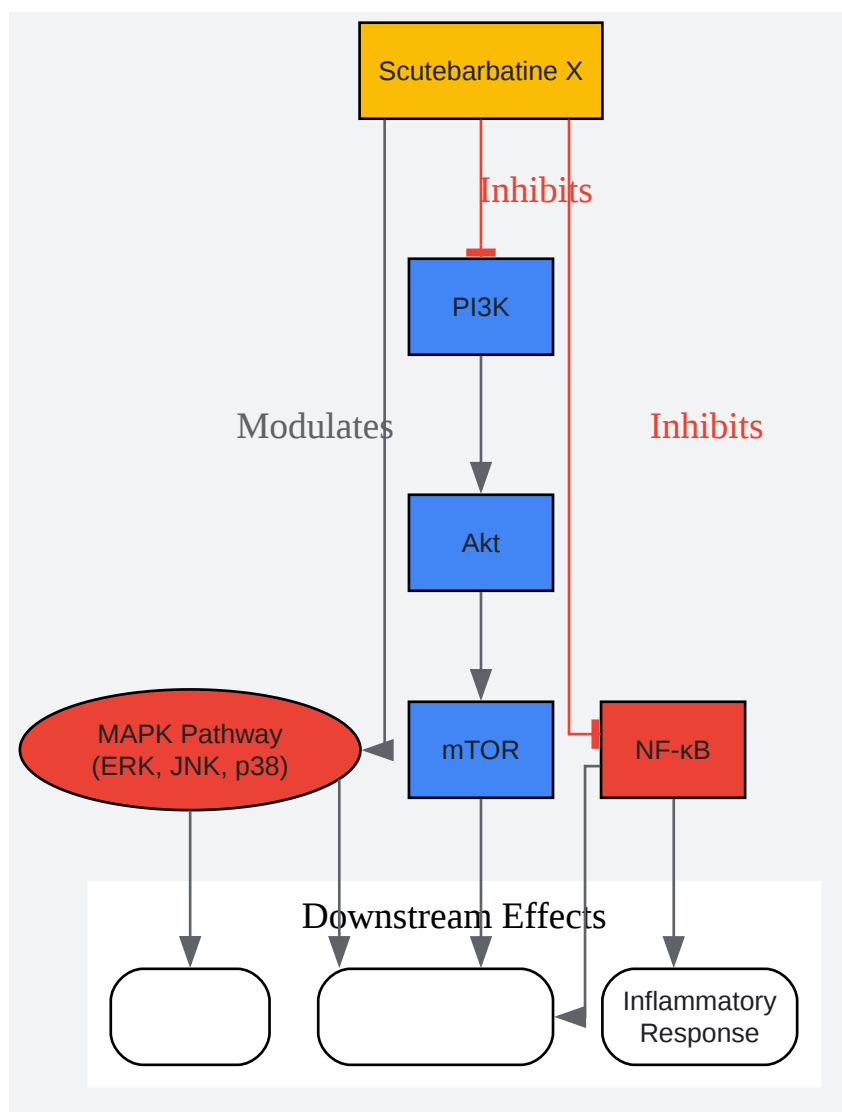 Scutebarbatine X
Inhibits
PI3K
Modulates
Inhibits
Akt
MAPK Pathway
(ERK, JNK, p38)
mTOR
NF-κB
Downstream Effects
Inflammatory
Response